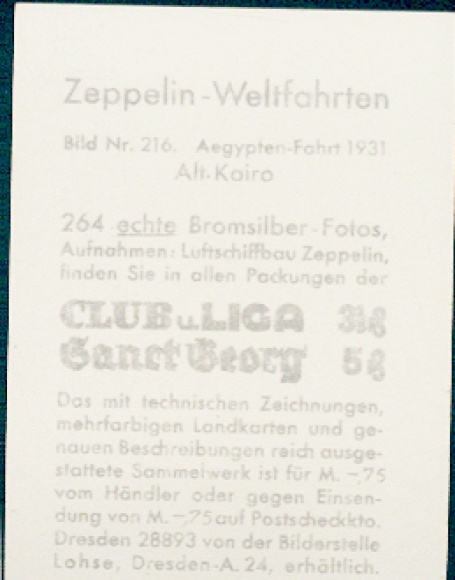 Zeppelin-Weltfahrten
Bild Nr. 216. Aegypten-Fahrt 1931
Alt-Kairo
264 echte Bromsilber-Fotos,
Aufnahmen: Luftschiffbau Zeppelin,
finden Sie in allen Packungen der
CLUB u. LIGA 3⅓ ₰
Sanct Georg 5 ₰
Das mit technischen Zeichnungen,
mehrfarbigen Landkarten und ge-
nauen Beschreibungen reich ausge-
stattete Sammelwerk ist für M. –,75
vom Händler oder gegen Einsen-
dung von M. –,75 auf Postscheckkto.
Dresden 28893 von der Bilderstelle
Lohse, Dresden-A. 24, erhältlich.